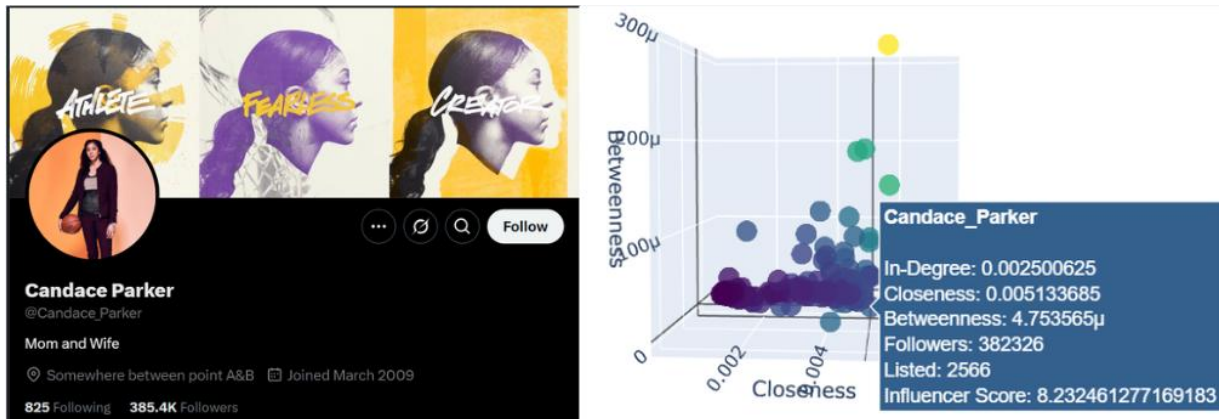 ATHLETE
FEARLESS
CREATOR
Follow
Candace Parker
@Candace_Parker
Mom and Wife
Somewhere between point A&B Joined March 2009
825 Following 385.4K Followers
300μ
200μ
100μ
0
Betweenness
0.002
0.004
Closeness
Candace_Parker
In-Degree: 0.002500625
Closeness: 0.005133685
Betweenness: 4.753565μ
Followers: 382326
Listed: 2566
Influencer Score: 8.232461277169183